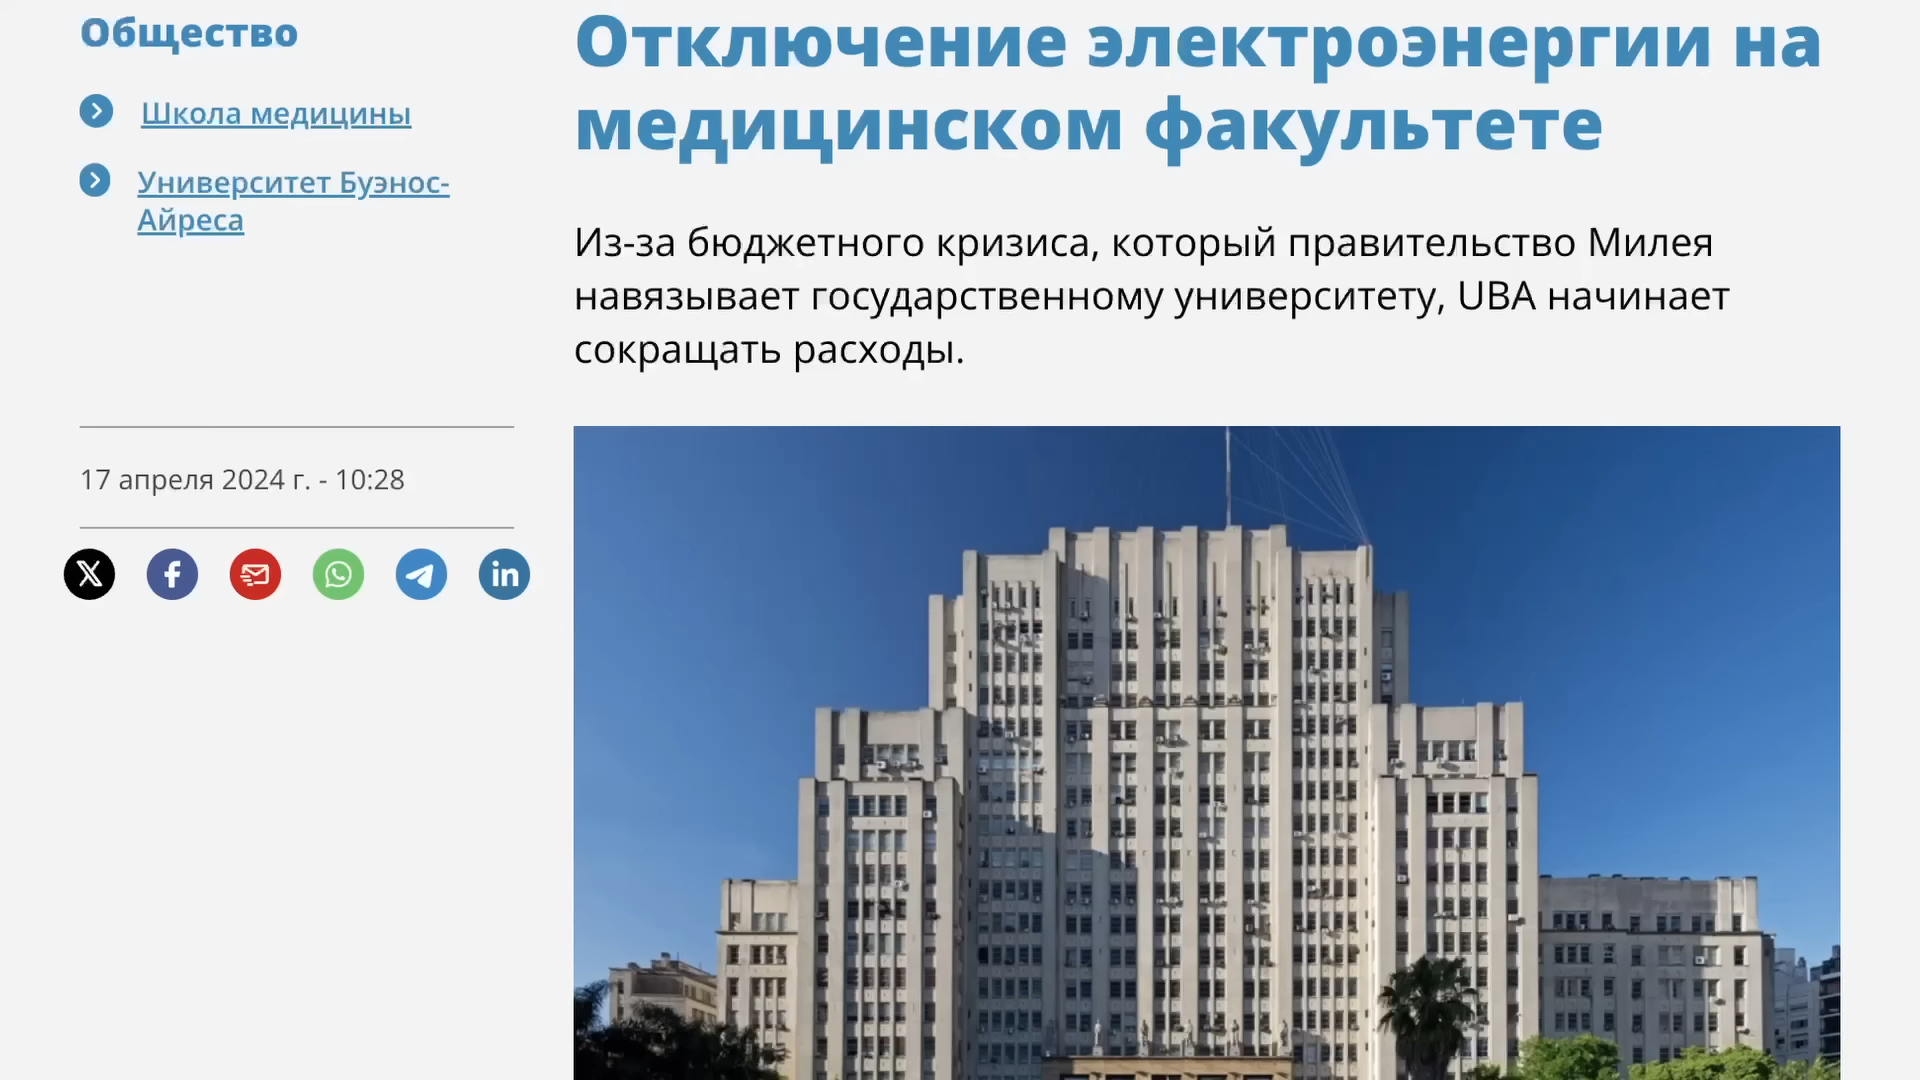 Общество
Школа медицины
Университет Буэнос-
Айреса
17 апреля 2024 г. - 10:28
Отключение электроэнергии на
медицинском факультете
Из-за бюджетного кризиса, который правительство Милея
навязывает государственному университету, UBA начинает
сокращать расходы.